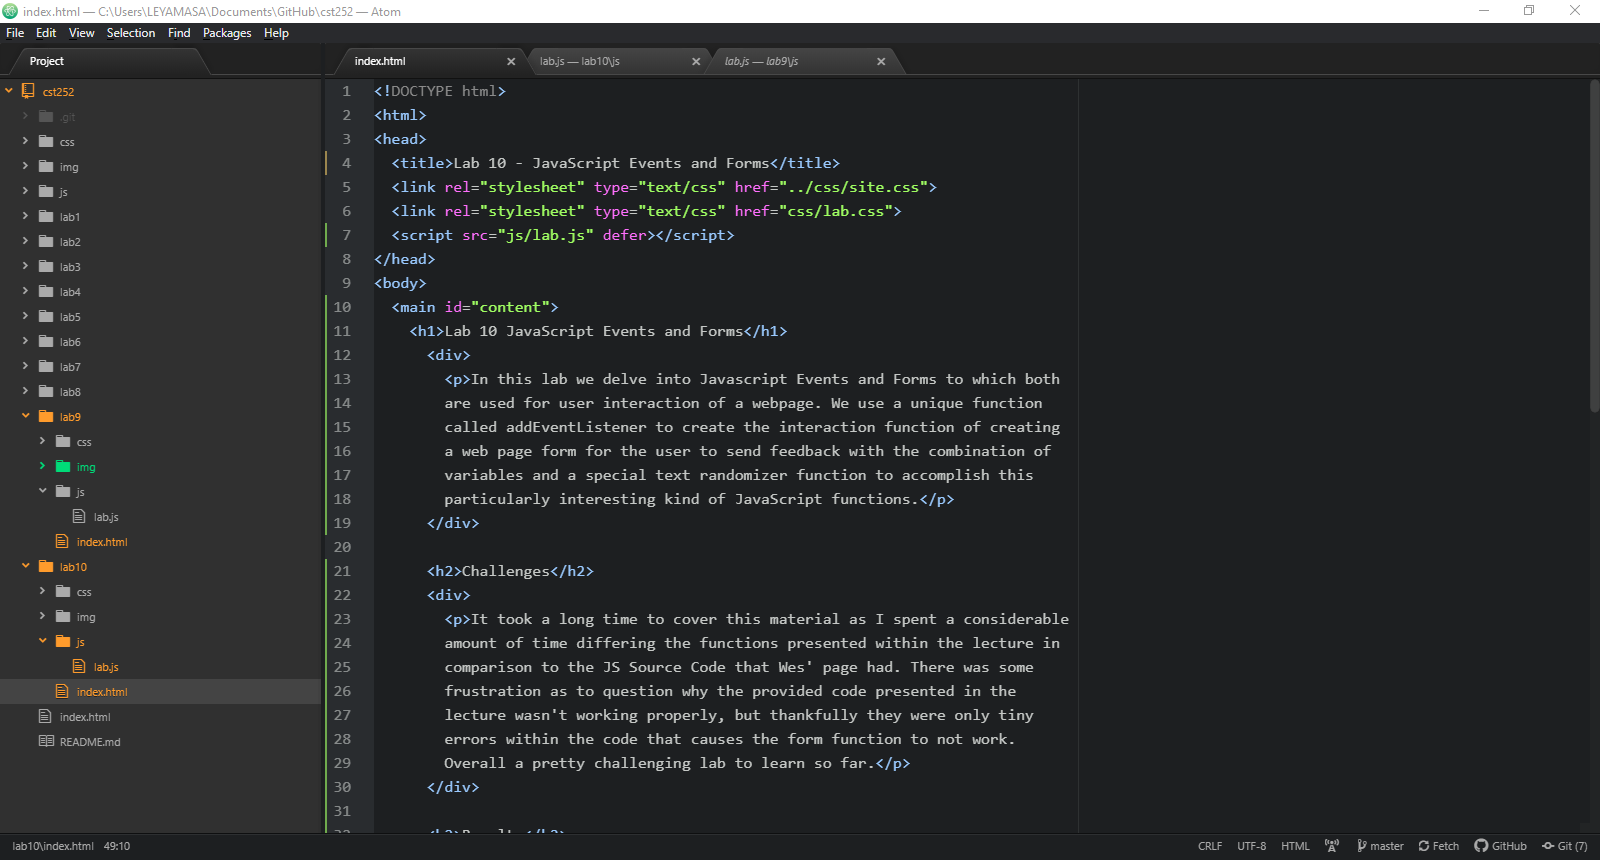 index.html — C:\Users\LEYAMASA\Documents\GitHub\cst252 — Atom
File Edit View Selection Find Packages Help
Project
index.html
lab.js — lab10\js
lab.js — lab9\js
cst252
.git
css
img
js
lab1
lab2
lab3
lab4
lab5
lab6
lab7
lab8
lab9
css
img
js
lab.js
index.html
lab10
css
img
js
lab.js
index.html
index.html
README.md
1 <!DOCTYPE html>
2 <html>
3 <head>
4 <title>Lab 10 - JavaScript Events and Forms</title>
5 <link rel="stylesheet" type="text/css" href="../css/site.css">
6 <link rel="stylesheet" type="text/css" href="css/lab.css">
7 <script src="js/lab.js" defer></script>
8 </head>
9 <body>
10 <main id="content">
11 <h1>Lab 10 JavaScript Events and Forms</h1>
12 <div>
13 <p>In this lab we delve into Javascript Events and Forms to which both
14 are used for user interaction of a webpage. We use a unique function
15 called addEventListener to create the interaction function of creating
16 a web page form for the user to send feedback with the combination of
17 variables and a special text randomizer function to accomplish this
18 particularly interesting kind of JavaScript functions.</p>
19 </div>
20
21 <h2>Challenges</h2>
22 <div>
23 <p>It took a long time to cover this material as I spent a considerable
24 amount of time differing the functions presented within the lecture in
25 comparison to the JS Source Code that Wes' page had. There was some
26 frustration as to question why the provided code presented in the
27 lecture wasn't working properly, but thankfully they were only tiny
28 errors within the code that causes the form function to not work.
29 Overall a pretty challenging lab to learn so far.</p>
30 </div>
31
lab10\index.html 49:10 CRLF UTF-8 HTML master Fetch GitHub Git (7)